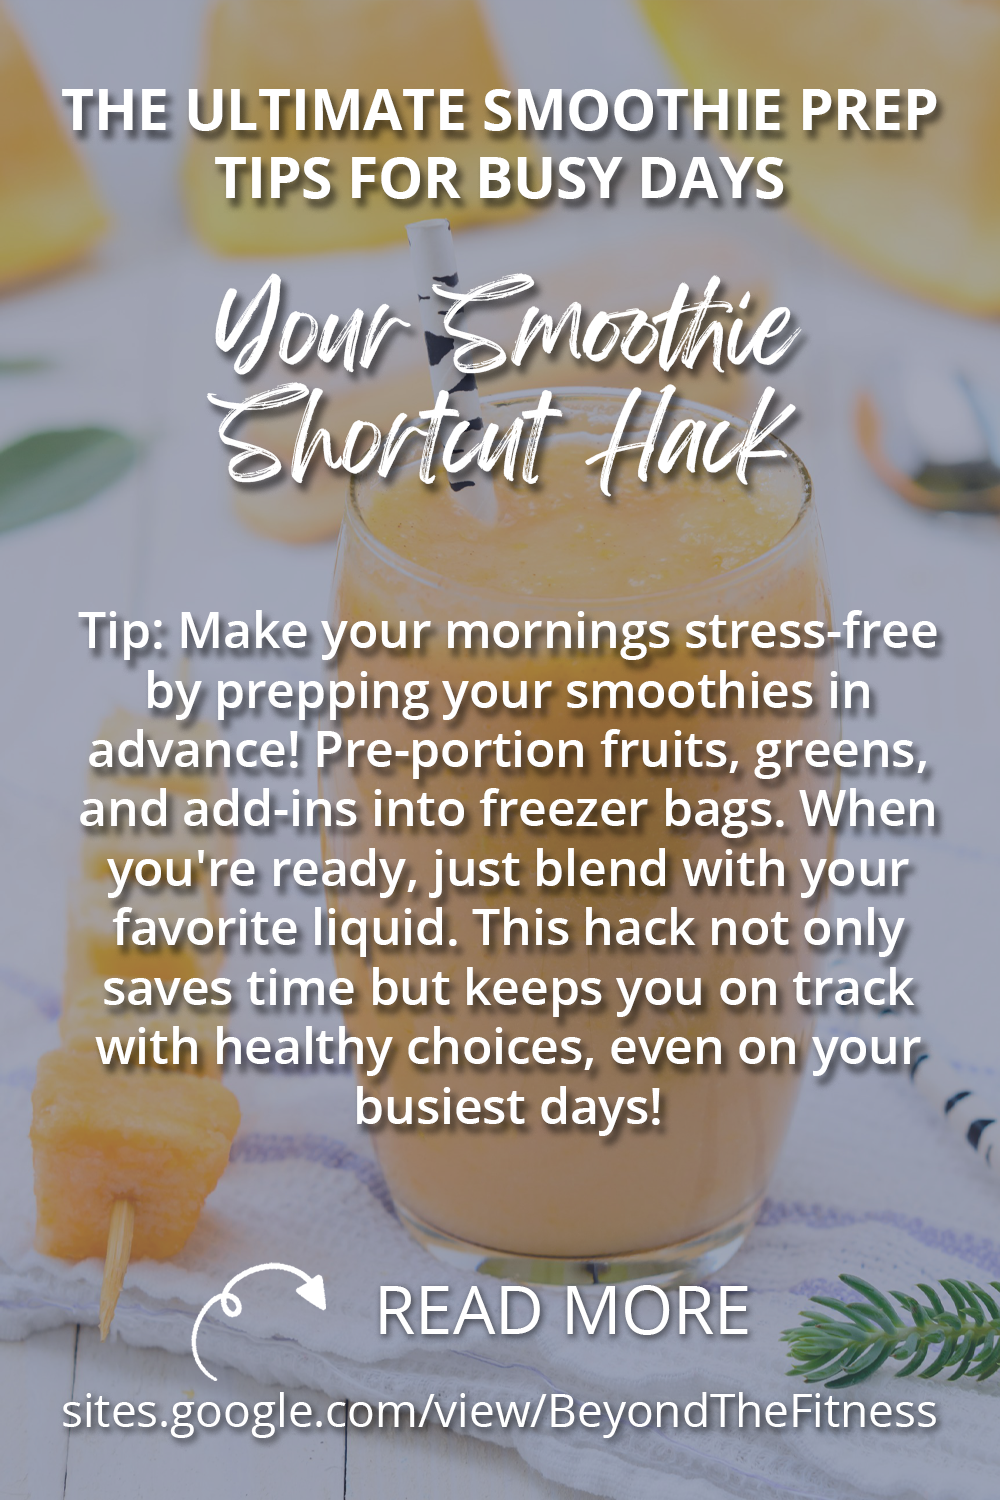 THE ULTIMATE SMOOTHIE PREP
TIPS FOR BUSY DAYS
Your Smoothie
Shortcut Hack
Tip: Make your mornings stress-free
by prepping your smoothies in
advance! Pre-portion fruits, greens,
and add-ins into freezer bags. When
you're ready, just blend with your
favorite liquid. This hack not only
saves time but keeps you on track
with healthy choices, even on your
busiest days!
READ MORE
sites.google.com/view/BeyondTheFitness